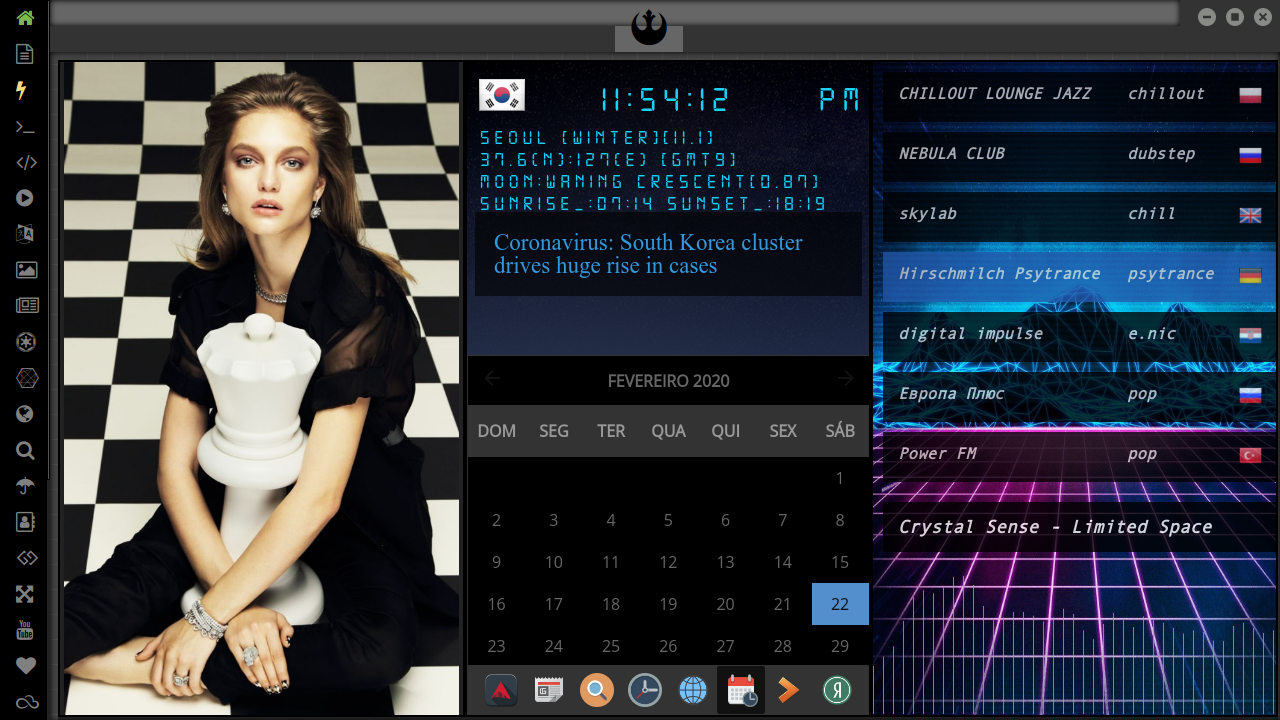 11:54:12 PM
SEOUL (WINTER)(11.1)
37.6(N):127(E) (GMT9)
MOON:WANING CRESCENT(0.87)
SUNRISE_:07:14 SUNSET_:18:19
Coronavirus: South Korea cluster
drives huge rise in cases
FEVEREIRO 2020
DOM SEG TER QUA QUI SEX SÁB
1
2 3 4 5 6 7 8
9 10 11 12 13 14 15
16 17 18 19 20 21 22
23 24 25 26 27 28 29
CHILLOUT LOUNGE JAZZ chillout
NEBULA CLUB dubstep
skylab chill
Hirschmilch Psytrance psytrance
digital impulse e.nic
Европа Плюс pop
Power FM pop
Crystal Sense - Limited Space
You
Tube
Я